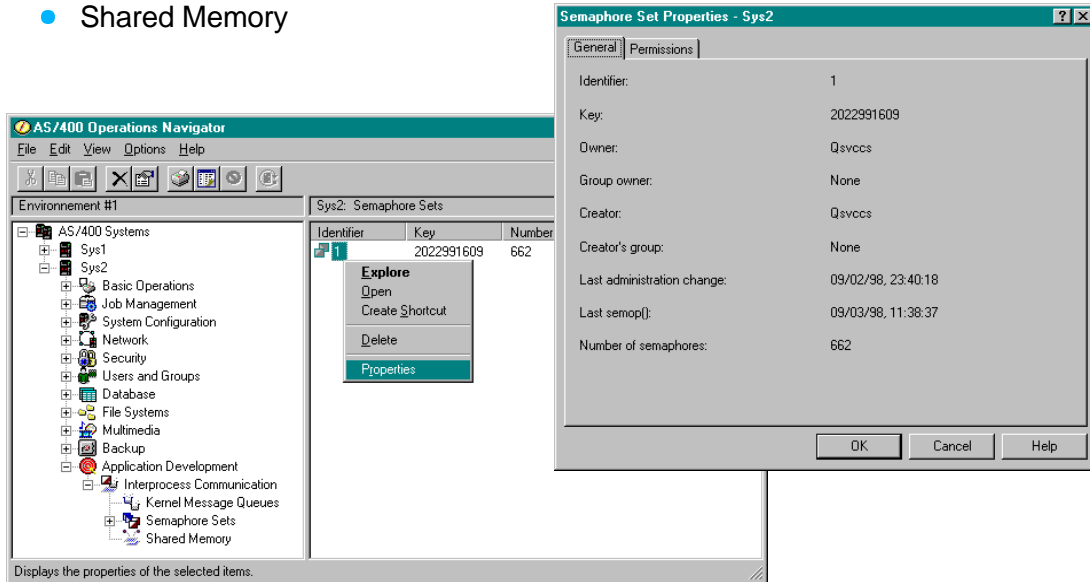 Shared Memory
Semaphore Set Properties - Sys2
General Permissions
Identifier: 1
Key: 2022991609
Owner: Qsvccs
Group owner: None
Creator: Qsvccs
Creator's group: None
Last administration change: 09/02/98, 23:40:18
Last semop(): 09/03/98, 11:38:37
Number of semaphores: 662
OK Cancel Help
AS/400 Operations Navigator
File Edit View Options Help
Environnement #1
Sys2: Semaphore Sets
AS/400 Systems
Sys1
Sys2
Basic Operations
Job Management
System Configuration
Network
Security
Users and Groups
Database
File Systems
Multimedia
Backup
Application Development
Interprocess Communication
Kernel Message Queues
Semaphore Sets
Shared Memory
Identifier Key Number
1 2022991609 662
Explore
Open
Create Shortcut
Delete
Properties
Displays the properties of the selected items.